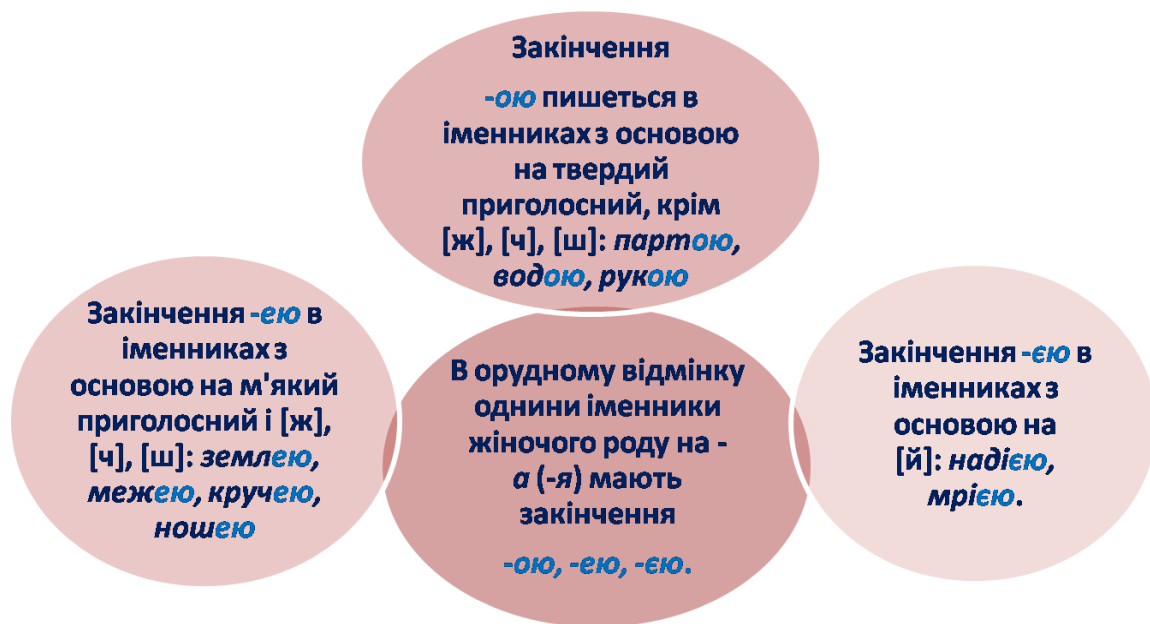 Закінчення
-ою пишеться в
іменниках з основою
на твердий
приголосний, крім
[ж], [ч], [ш]: партою,
водою, рукою
Закінчення -ею в
іменниках з
основою на м'який
приголосний і [ж],
[ч], [ш]: землею,
межею, кручею,
ношею
В орудному відмінку
однини іменники
жіночого роду на -
а (-я) мають
закінчення
-ою, -ею, -єю.
Закінчення -єю в
іменниках з
основою на
[й]: надією,
мрією.